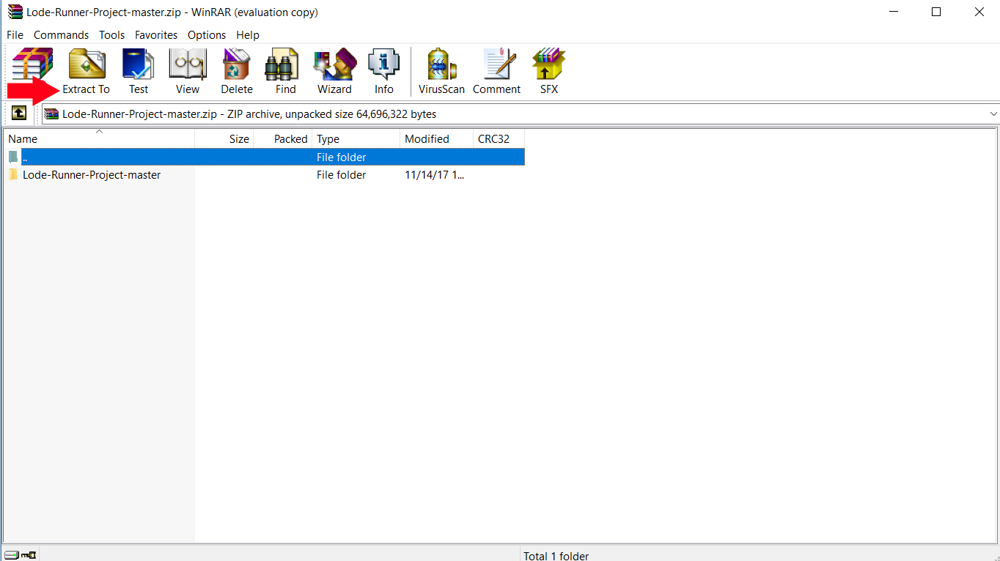 Lode-Runner-Project-master.zip - WinRAR (evaluation copy)
File Commands Tools Favorites Options Help
Extract To Test View Delete Find Wizard Info VirusScan Comment SFX
Lode-Runner-Project-master.zip - ZIP archive, unpacked size 64,696,322 bytes
Name Size Packed Type Modified CRC32
.. File folder
Lode-Runner-Project-master File folder 11/14/17 1...
Total 1 folder